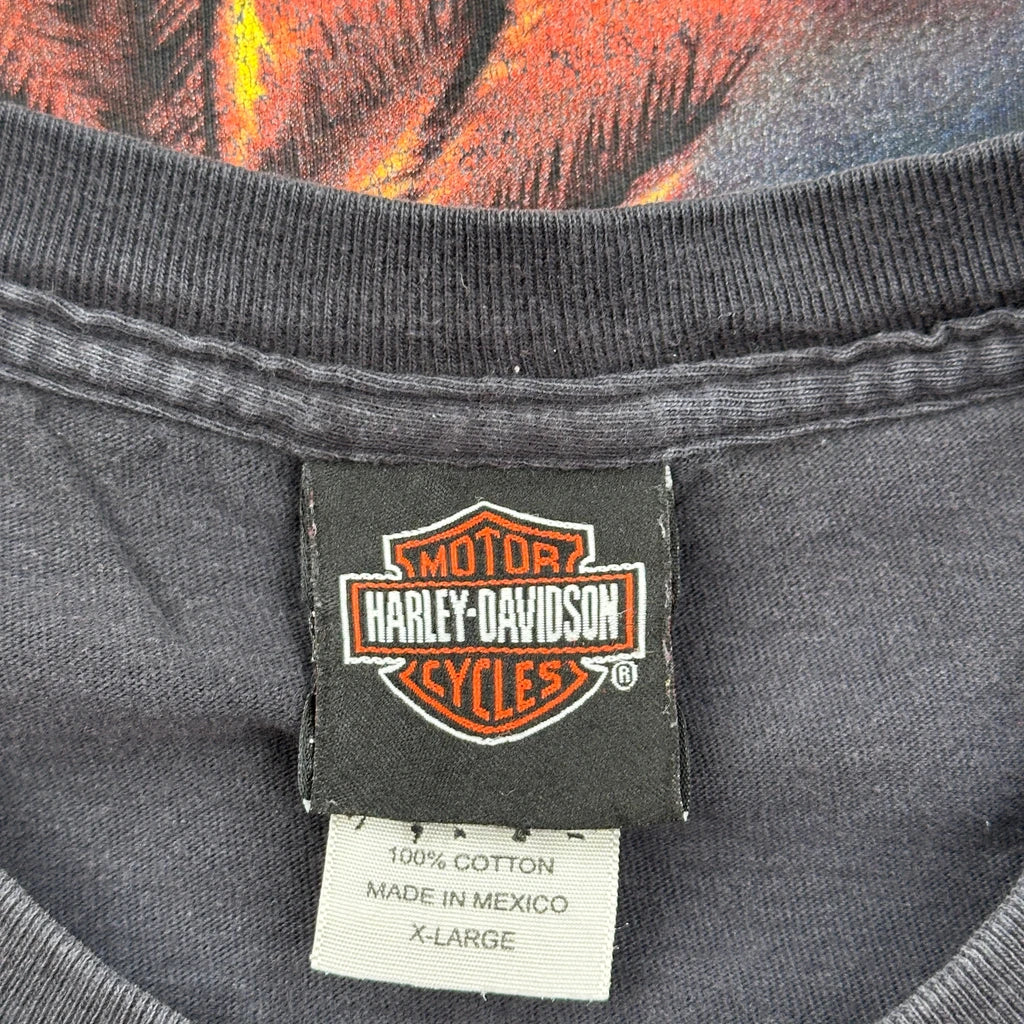 MOTOR
HARLEY-DAVIDSON
CYCLES
®
100% COTTON
MADE IN MEXICO
X-LARGE